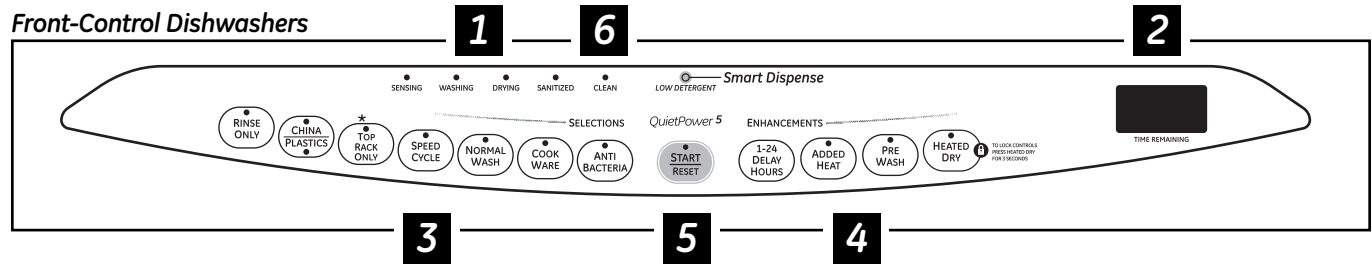 Front-Control Dishwashers
1
6
2
SENSING
WASHING
DRYING
SANITIZED
CLEAN
LOW DETERGENT
Smart Dispense
RINSE
ONLY
CHINA
PLASTICS
*
TOP
RACK
ONLY
SPEED
CYCLE
SELECTIONS
NORMAL
WASH
COOK
WARE
ANTI
BACTERIA
QuietPower 5
START
RESET
ENHANCEMENTS
1-24
DELAY
HOURS
ADDED
HEAT
PRE
WASH
HEATED
DRY
TO LOCK CONTROLS
PRESS HEATED DRY
FOR 3 SECONDS
TIME REMAINING
3
5
4